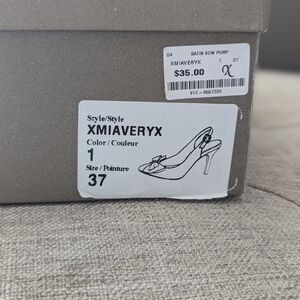 04 SATIN BOW PUMP
XMIAVERYX 1 37
$35.00
Style/Style
XMIAVERYX
Color/Couleur
1
Size/Pointure
37